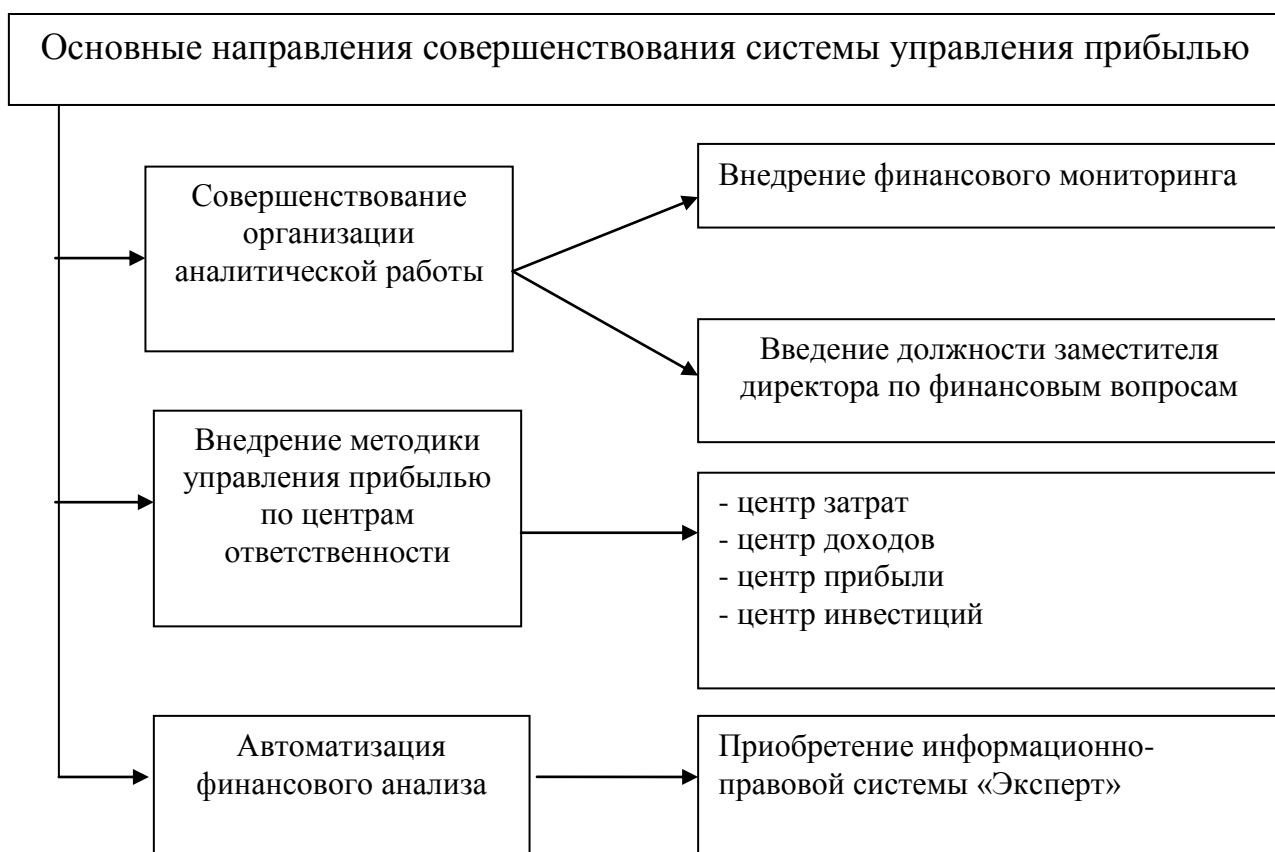 Основные направления совершенствования системы управления прибылью
Совершенствование
организации
аналитической работы
Внедрение финансового мониторинга
Введение должности заместителя
директора по финансовым вопросам
Внедрение методики
управления прибылью
по центрам
ответственности
- центр затрат
- центр доходов
- центр прибыли
- центр инвестиций
Автоматизация
финансового анализа
Приобретение информационно-
правовой системы «Эксперт»